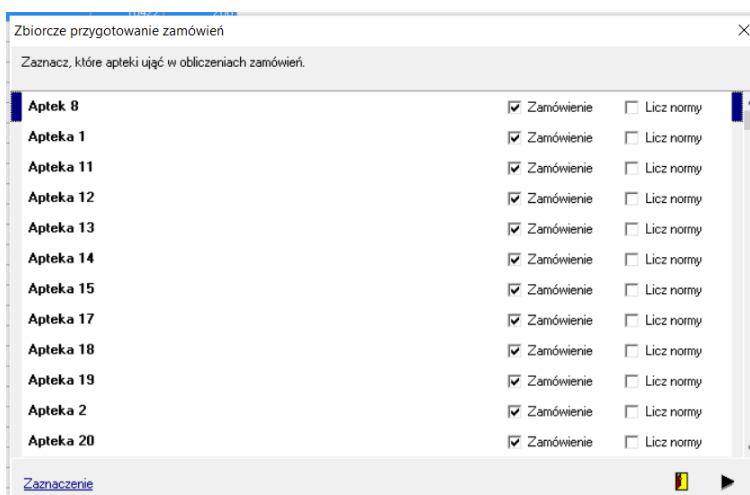 Zbiorcze przygotowanie zamówień
Zaznacz, które apteki ująć w obliczeniach zamówień.
Aptek 8 Zamówienie Licz normy
Apteka 1 Zamówienie Licz normy
Apteka 11 Zamówienie Licz normy
Apteka 12 Zamówienie Licz normy
Apteka 13 Zamówienie Licz normy
Apteka 14 Zamówienie Licz normy
Apteka 15 Zamówienie Licz normy
Apteka 17 Zamówienie Licz normy
Apteka 18 Zamówienie Licz normy
Apteka 19 Zamówienie Licz normy
Apteka 2 Zamówienie Licz normy
Apteka 20 Zamówienie Licz normy
Zaznaczenie